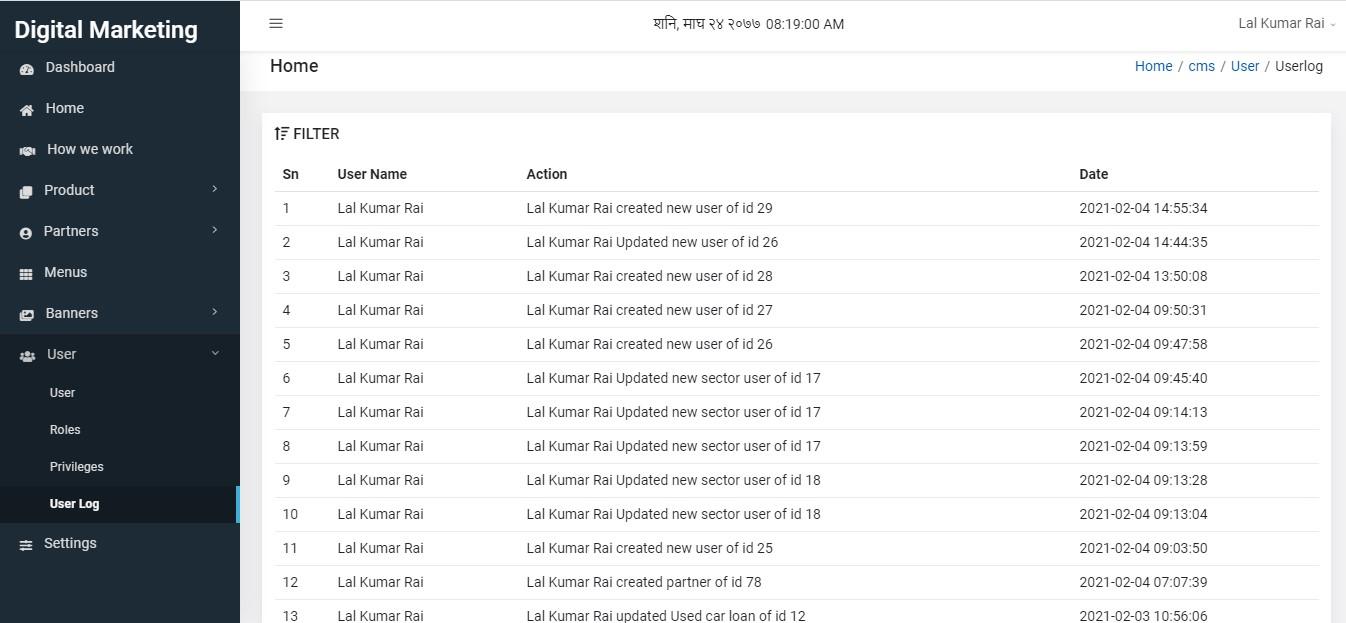 Digital Marketing
शनि, माघ २४ २०७७ 08:19:00 AM
Lal Kumar Rai
Dashboard
Home
How we work
Product
Partners
Menus
Banners
User
User
Roles
Privileges
User Log
Settings
Home
Home / cms / User / Userlog
FILTER
Sn User Name Action Date
1 Lal Kumar Rai Lal Kumar Rai created new user of id 29 2021-02-04 14:55:34
2 Lal Kumar Rai Lal Kumar Rai Updated new user of id 26 2021-02-04 14:44:35
3 Lal Kumar Rai Lal Kumar Rai created new user of id 28 2021-02-04 13:50:08
4 Lal Kumar Rai Lal Kumar Rai created new user of id 27 2021-02-04 09:50:31
5 Lal Kumar Rai Lal Kumar Rai created new user of id 26 2021-02-04 09:47:58
6 Lal Kumar Rai Lal Kumar Rai Updated new sector user of id 17 2021-02-04 09:45:40
7 Lal Kumar Rai Lal Kumar Rai Updated new sector user of id 17 2021-02-04 09:14:13
8 Lal Kumar Rai Lal Kumar Rai Updated new sector user of id 17 2021-02-04 09:13:59
9 Lal Kumar Rai Lal Kumar Rai Updated new sector user of id 18 2021-02-04 09:13:28
10 Lal Kumar Rai Lal Kumar Rai Updated new sector user of id 18 2021-02-04 09:13:04
11 Lal Kumar Rai Lal Kumar Rai created new user of id 25 2021-02-04 09:03:50
12 Lal Kumar Rai Lal Kumar Rai created partner of id 78 2021-02-04 07:07:39
13 Lal Kumar Rai Lal Kumar Rai updated Used car loan of id 12 2021-02-03 10:56:06